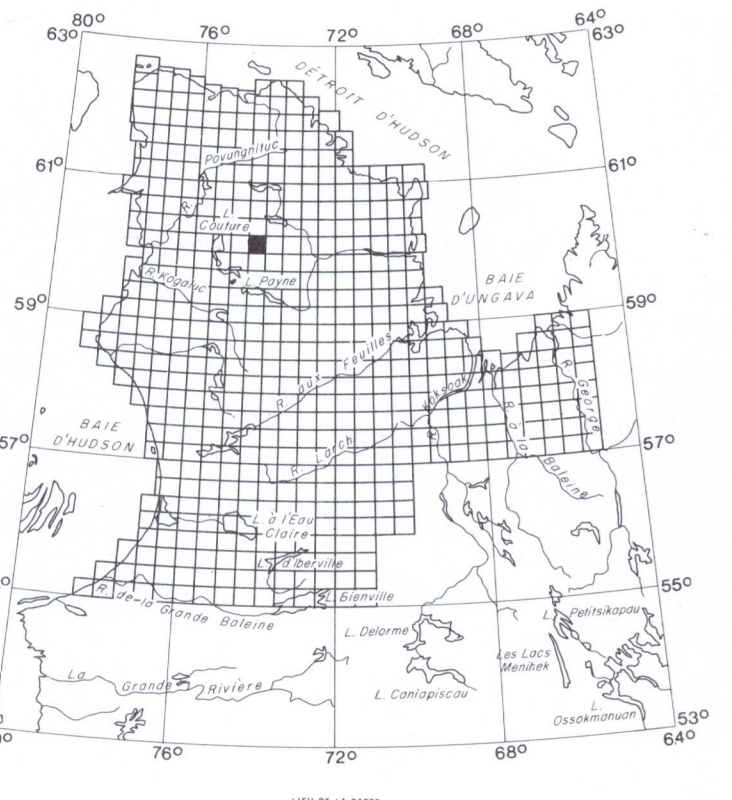 80°
76°
72°
68°
64°
63°
63°
DÉTROIT D'HUDSON
Povungnituc
61°
61°
R.
L.
Couture
R. Kogaluc
L. Payne
BAIE
D'UNGAVA
59°
59°
R. aux Feuilles
Koksoak
R.
R. George
R. à la Baleine
BAIE
D'HUDSON
57°
57°
R. Larch
L. à l'Eau
Claire
L. d'Iberville
L. Bienville
55°
R. de-la Grande Baleine
L. Delorme
L. Petitsikapau
Les Lacs
Menihek
La Grande Rivière
L. Caniapiscau
L.
Ossokmanuan
53°
64°
76°
72°
68°